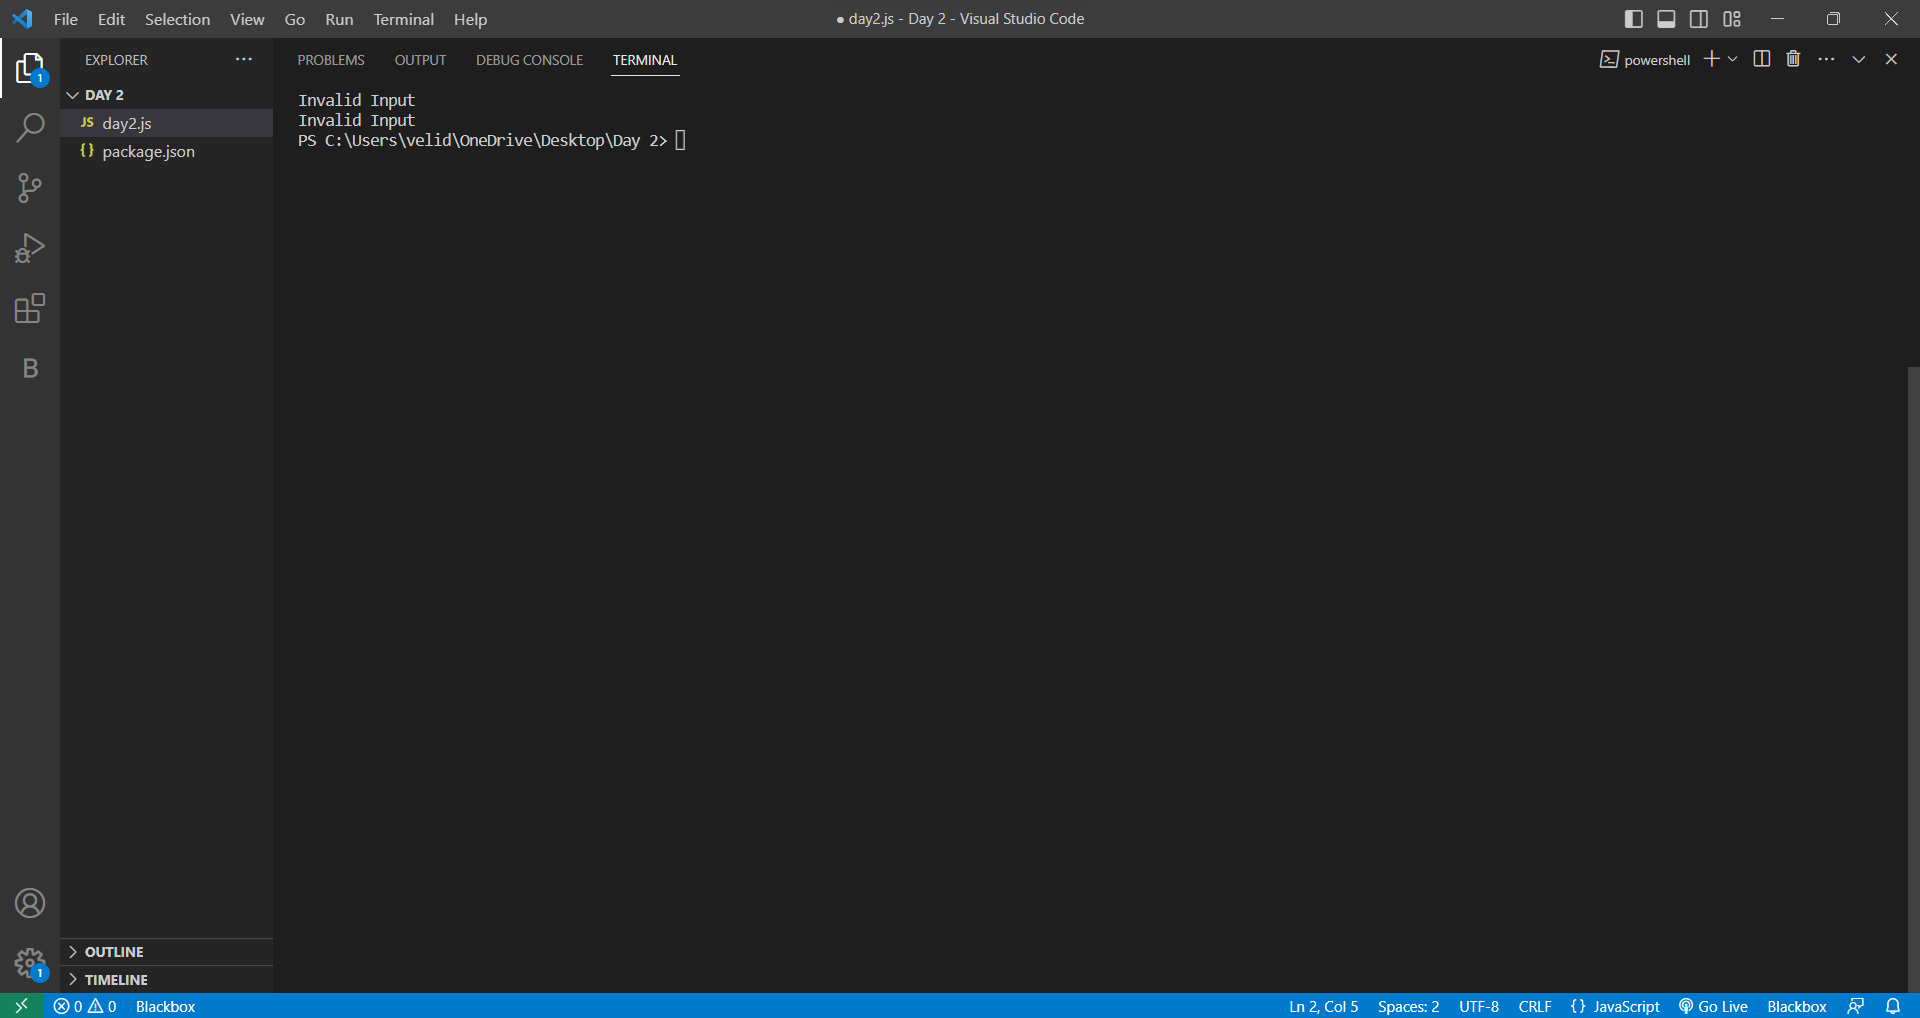 File Edit Selection View Go Run Terminal Help
● day2.js - Day 2 - Visual Studio Code
EXPLORER
PROBLEMS OUTPUT DEBUG CONSOLE TERMINAL
powershell
1
DAY 2
JS day2.js
{} package.json
Invalid Input
Invalid Input
PS C:\Users\velid\OneDrive\Desktop\Day 2>
B
OUTLINE
1
TIMELINE
0 0 Blackbox
Ln 2, Col 5 Spaces: 2 UTF-8 CRLF {} JavaScript Go Live Blackbox